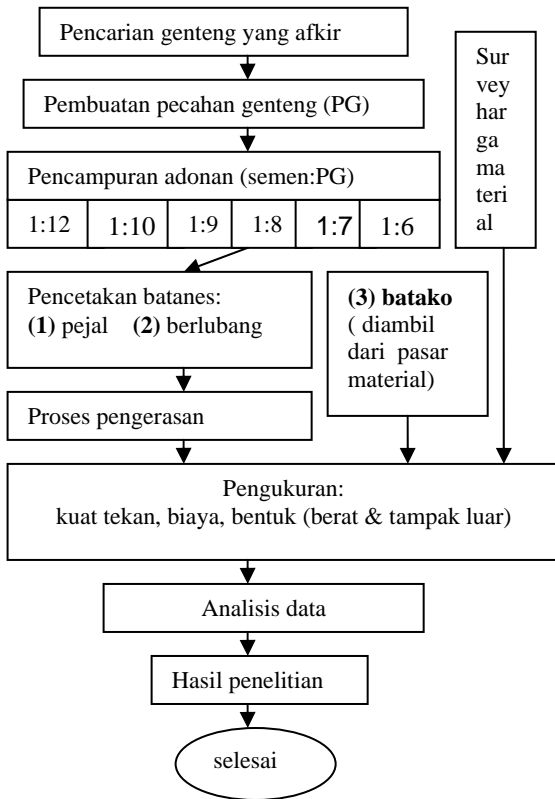 Pencarian genteng yang afkir
Pembuatan pecahan genteng (PG)
Pencampuran adonan (semen:PG)
1:12 1:10 1:9 1:8 1:7 1:6
Sur
vey
har
ga
ma
teri
al
Pencetakan batanes:
(1) pejal (2) berlubang
(3) batako
( diambil
dari pasar
material)
Proses pengerasan
Pengukuran:
kuat tekan, biaya, bentuk (berat & tampak luar)
Analisis data
Hasil penelitian
selesai